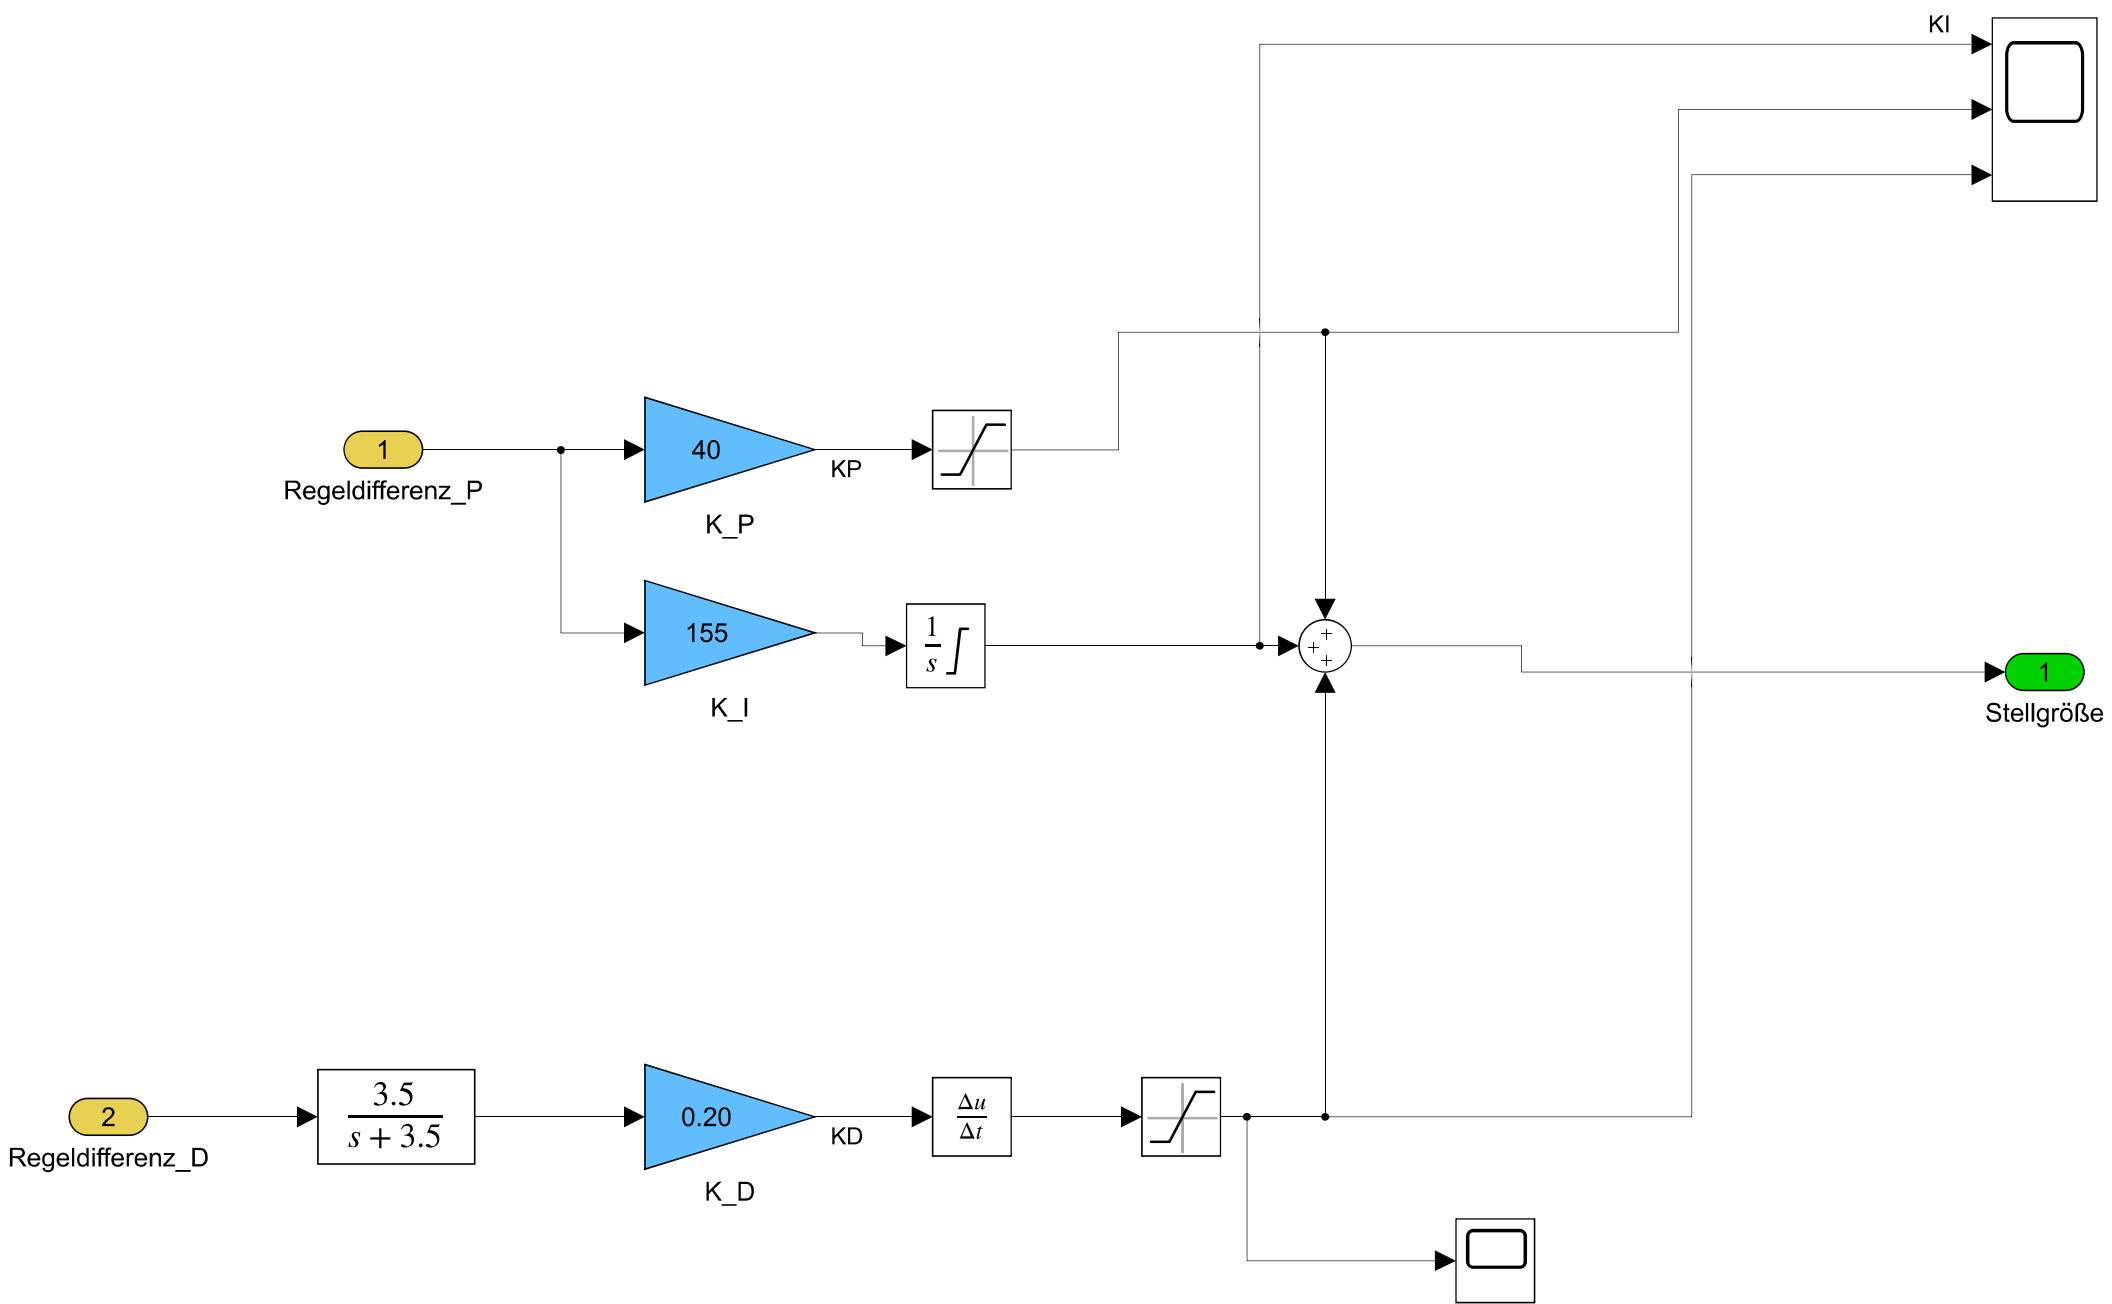 KI
1
Regeldifferenz_P
40
KP
K_P
155
K_I
1
s
+
+
+
1
Stellgröße
2
Regeldifferenz_D
3.5
s + 3.5
0.20
KD
K_D
Δu
Δt